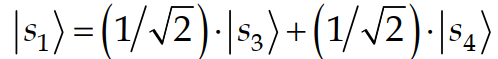 |s₁⟩ = (1/√2)·|s₃⟩ + (1/√2)·|s₄⟩